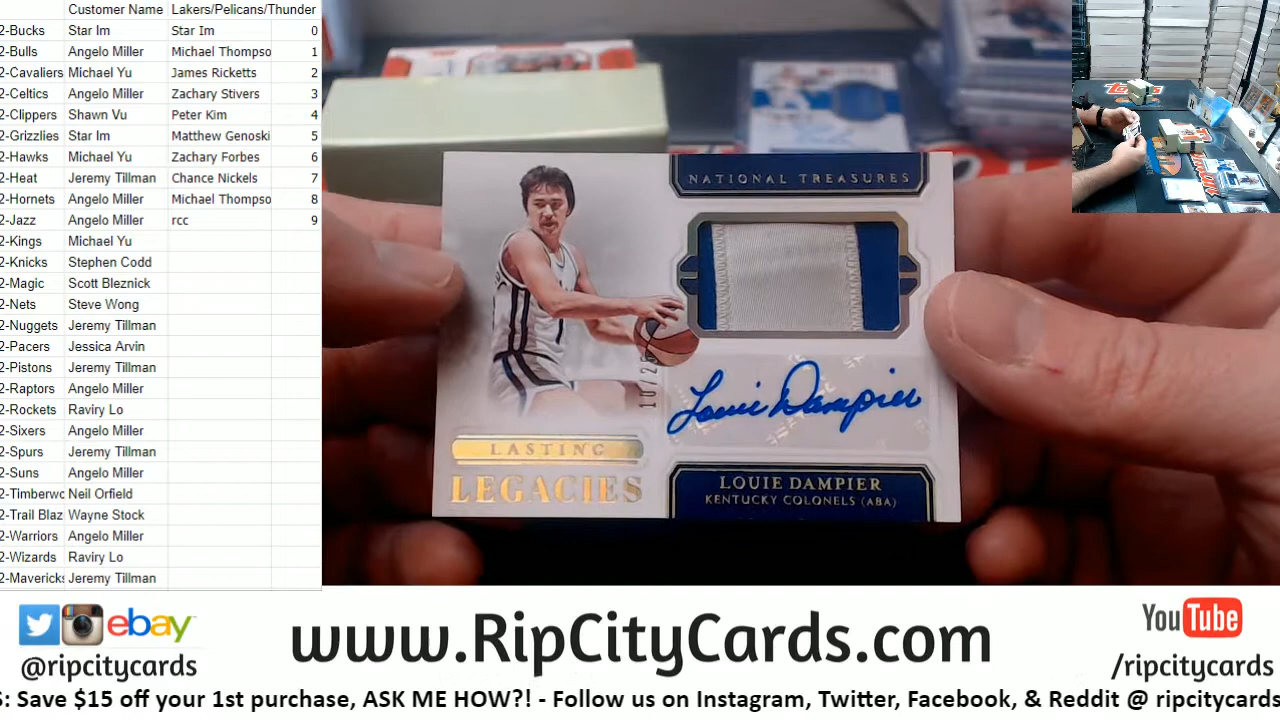 Customer Name Lakers/Pelicans/Thunder
2-Bucks Star Im Star Im 0
2-Bulls Angelo Miller Michael Thompso 1
2-Cavaliers Michael Yu James Ricketts 2
2-Celtics Angelo Miller Zachary Stivers 3
2-Clippers Shawn Vu Peter Kim 4
2-Grizzlies Star Im Matthew Genoski 5
2-Hawks Michael Yu Zachary Forbes 6
2-Heat Jeremy Tillman Chance Nickels 7
2-Hornets Angelo Miller Michael Thompso 8
2-Jazz Angelo Miller rcc 9
2-Kings Michael Yu
2-Knicks Stephen Codd
2-Magic Scott Bleznick
2-Nets Steve Wong
2-Nuggets Jeremy Tillman
2-Pacers Jessica Arvin
2-Pistons Jeremy Tillman
2-Raptors Angelo Miller
2-Rockets Raviry Lo
2-Sixers Angelo Miller
2-Spurs Jeremy Tillman
2-Suns Angelo Miller
2-Timberwo Neil Orfield
2-Trail Blaz Wayne Stock
2-Warriors Angelo Miller
2-Wizards Raviry Lo
2-Mavericks Jeremy Tillman
NATIONAL TREASURES
Louie Dampier
LASTING
LEGACIES
LOUIE DAMPIER
KENTUCKY COLONELS (ABA)
ebay
@ripcitycards
www.RipCityCards.com
YouTube
/ripcitycards
S: Save $15 off your 1st purchase, ASK ME HOW?! - Follow us on Instagram, Twitter, Facebook, & Reddit @ ripcitycards